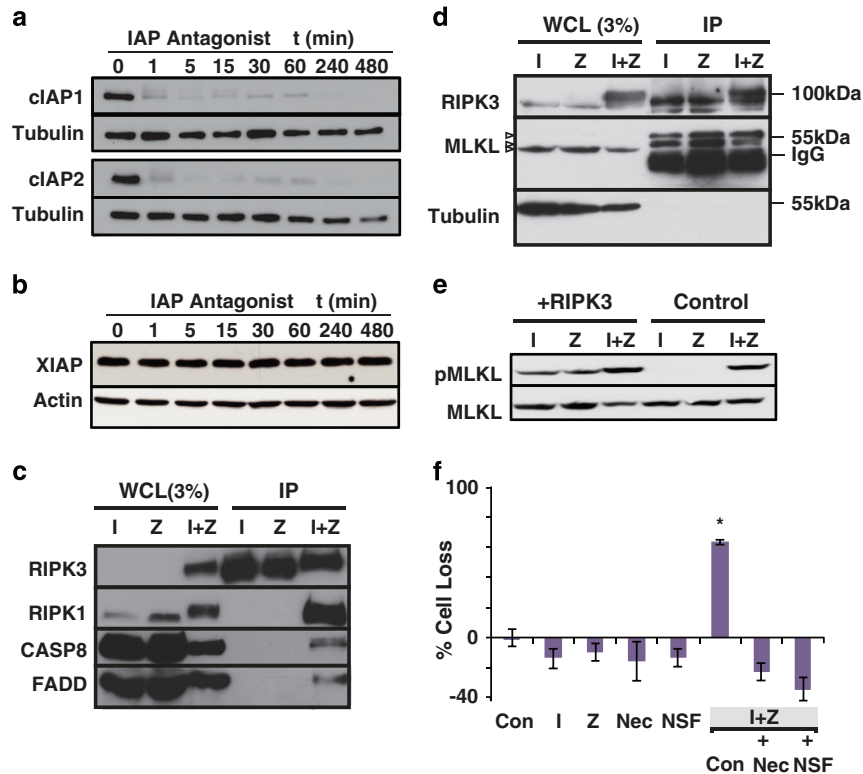 a
IAP Antagonist t (min)
0 1 5 15 30 60 240 480
cIAP1
Tubulin
cIAP2
Tubulin
b
IAP Antagonist t (min)
0 1 5 15 30 60 240 480
XIAP
Actin
c
WCL(3%) IP
I Z I+Z I Z I+Z
RIPK3
RIPK1
CASP8
FADD
d
WCL (3%) IP
I Z I+Z I Z I+Z
RIPK3 100kDa
MLKL 55kDa
IgG
Tubulin 55kDa
e
+RIPK3 Control
I Z I+Z I Z I+Z
pMLKL
MLKL
f
% Cell Loss
100
0
-40
*
Con I Z Nec NSF I+Z
+ +
Con Nec NSF